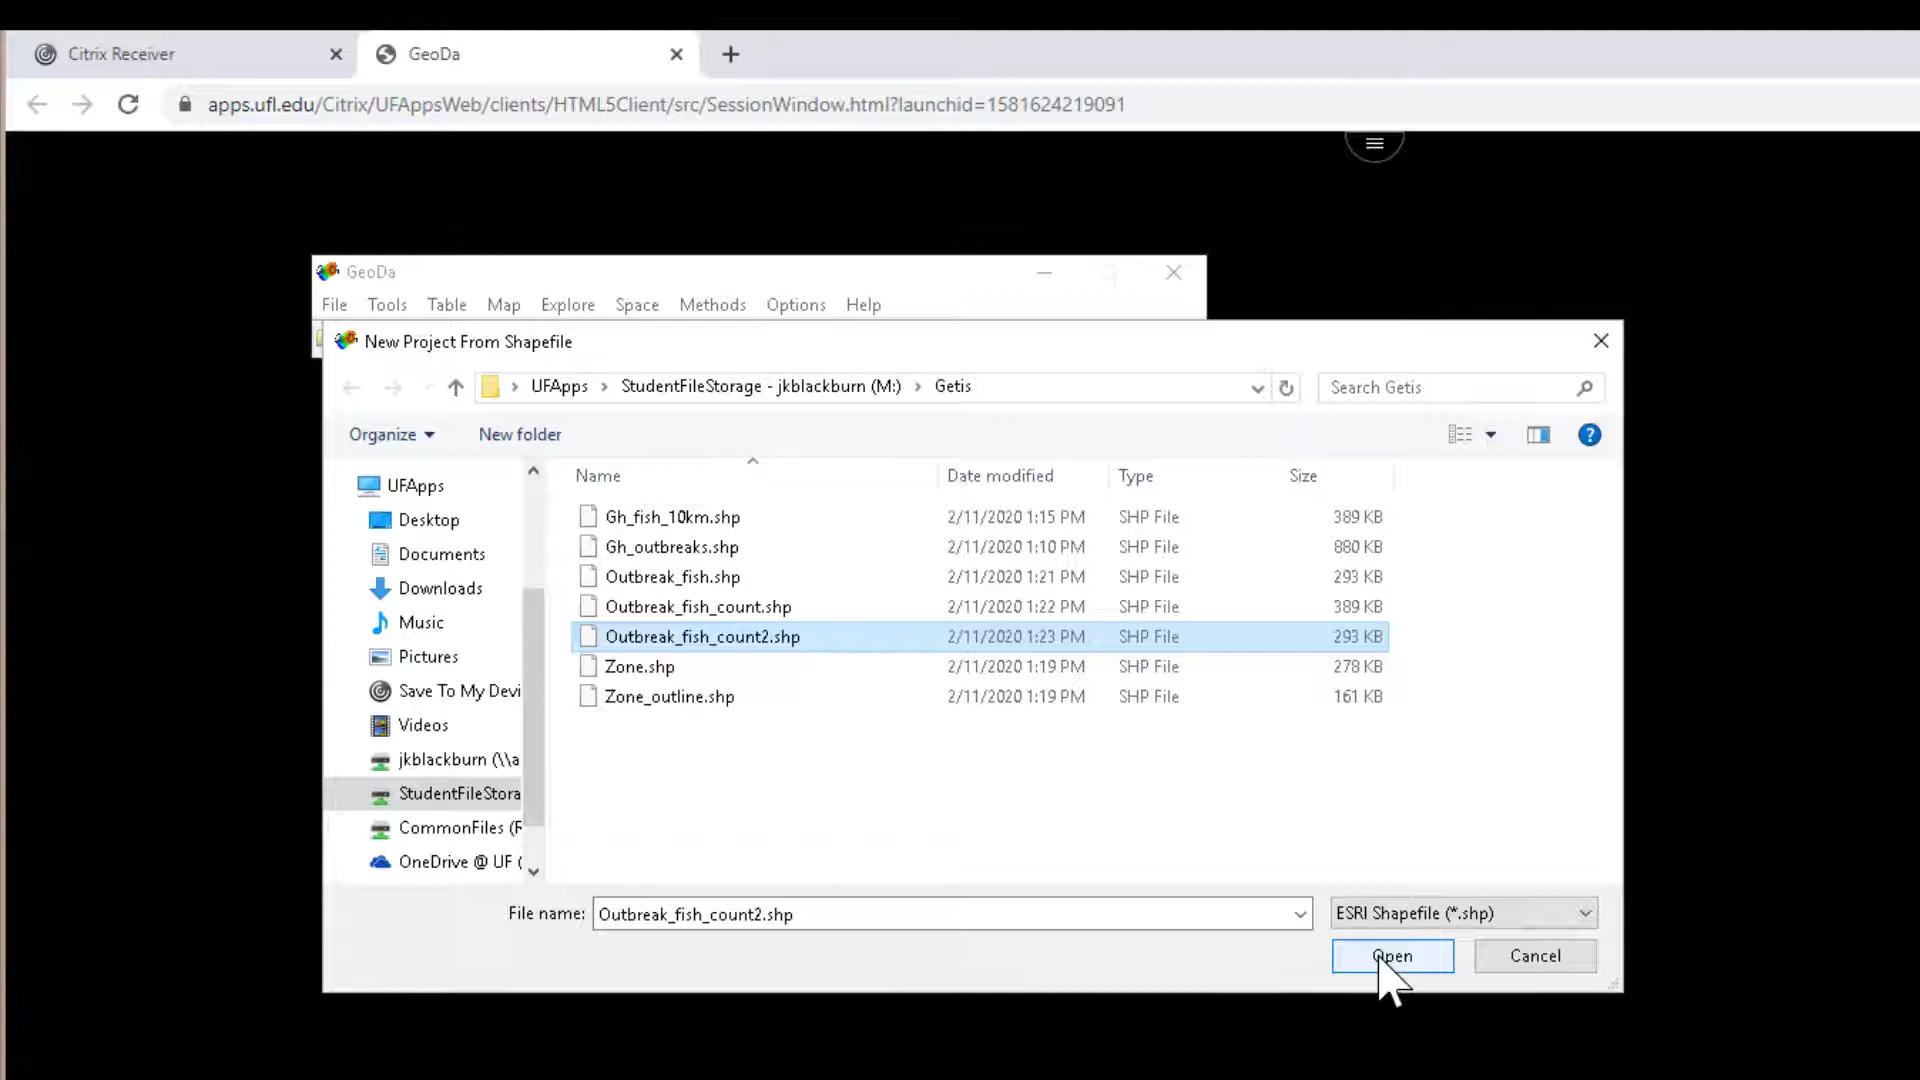 Citrix Receiver
GeoDa
apps.ufl.edu/Citrix/UFAppsWeb/clients/HTML5Client/src/SessionWindow.html?launchid=1581624219091
GeoDa
File Tools Table Map Explore Space Methods Options Help
New Project From Shapefile
UFApps > StudentFileStorage - jkblackburn (M:) > Getis
Search Getis
Organize New folder
Name Date modified Type Size
UFApps
Desktop
Documents
Downloads
Music
Pictures
Save To My Devi
Videos
jkblackburn (\\a
StudentFileStora
CommonFiles (R
OneDrive @ UF (
Gh_fish_10km.shp 2/11/2020 1:15 PM SHP File 389 KB
Gh_outbreaks.shp 2/11/2020 1:10 PM SHP File 880 KB
Outbreak_fish.shp 2/11/2020 1:21 PM SHP File 293 KB
Outbreak_fish_count.shp 2/11/2020 1:22 PM SHP File 389 KB
Outbreak_fish_count2.shp 2/11/2020 1:23 PM SHP File 293 KB
Zone.shp 2/11/2020 1:19 PM SHP File 278 KB
Zone_outline.shp 2/11/2020 1:19 PM SHP File 161 KB
File name: Outbreak_fish_count2.shp
ESRI Shapefile (*.shp)
Open Cancel